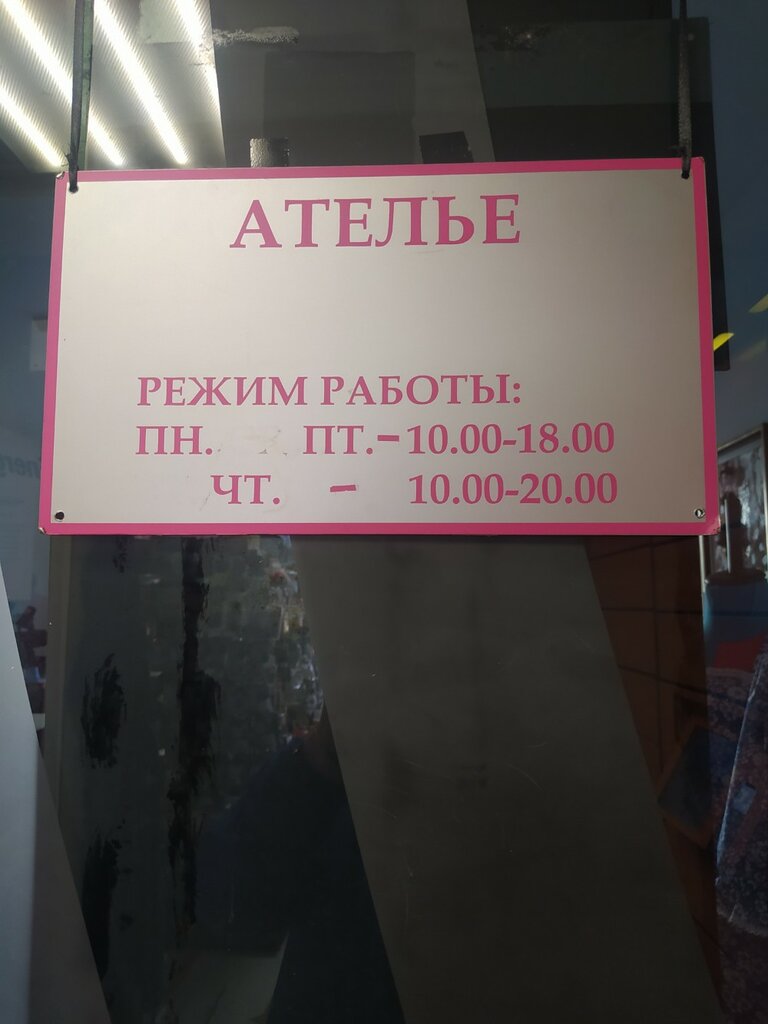 АТЕЛЬЕ
РЕЖИМ РАБОТЫ:
ПН. ПТ.-10.00-18.00
ЧТ. - 10.00-20.00